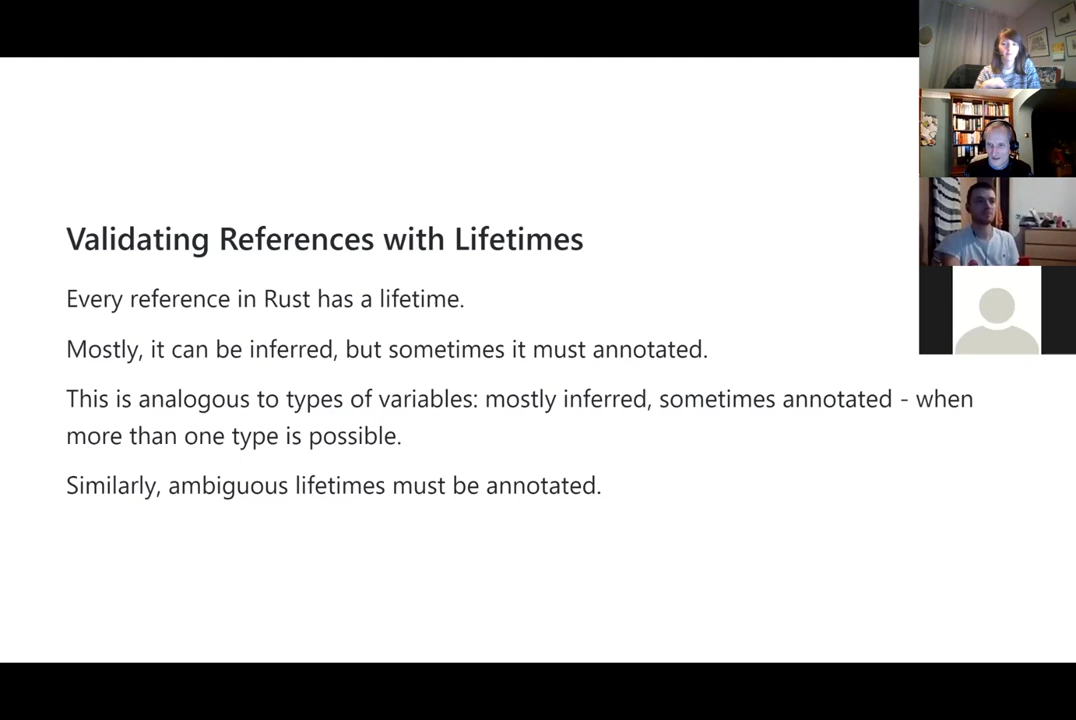 Validating References with Lifetimes
Every reference in Rust has a lifetime.
Mostly, it can be inferred, but sometimes it must annotated.
This is analogous to types of variables: mostly inferred, sometimes annotated - when
more than one type is possible.
Similarly, ambiguous lifetimes must be annotated.